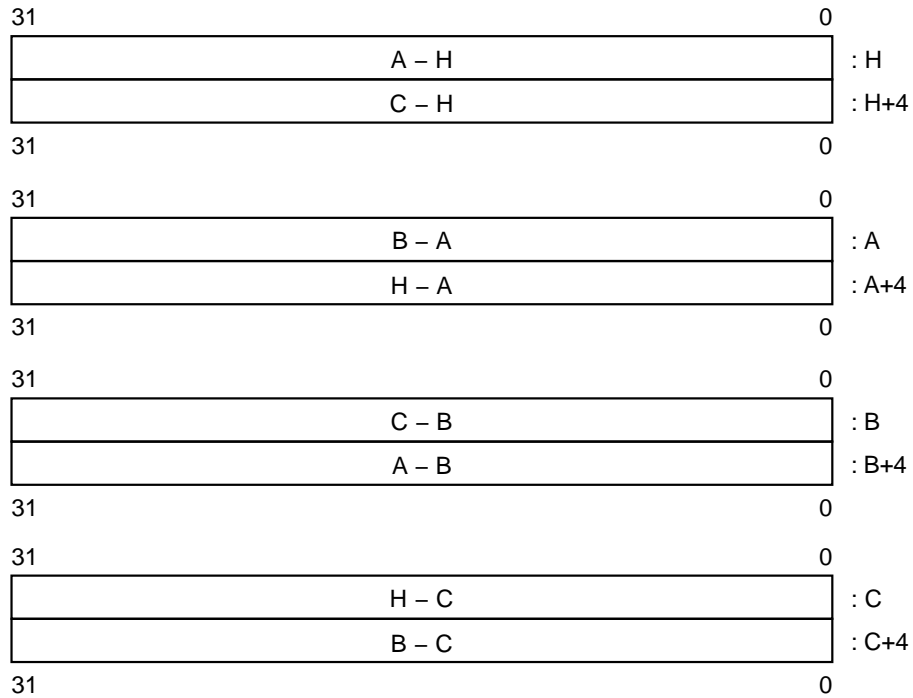 31 0
A – H : H
C – H : H+4
31 0
31 0
B – A : A
H – A : A+4
31 0
31 0
C – B : B
A – B : B+4
31 0
31 0
H – C : C
B – C : C+4
31 0